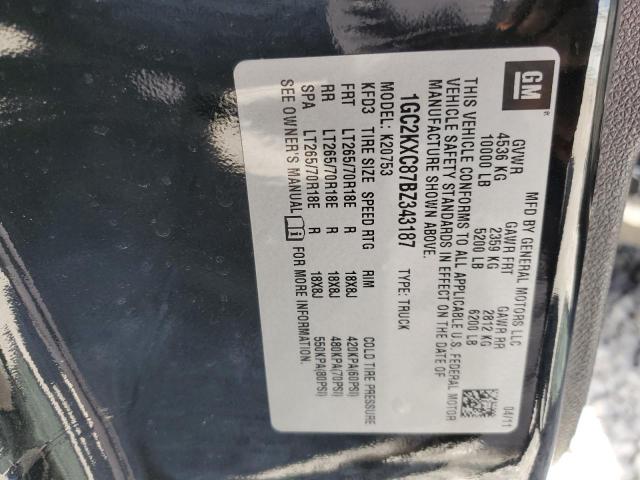 GM
MFD BY GENERAL MOTORS LLC
04/11
GVWR GAWR FRT GAWR RR
4536 KG 2359 KG 2812 KG
10000 LB 5200 LB 6200 LB
THIS VEHICLE CONFORMS TO ALL APPLICABLE U.S. FEDERAL MOTOR
VEHICLE SAFETY STANDARDS IN EFFECT ON THE DATE OF
MANUFACTURE SHOWN ABOVE.
1GC2KXC87BZ343187
TYPE: TRUCK
MODEL: K20753
KFD3 TIRE SIZE SPEED RTG RIM COLD TIRE PRESSURE
FRT LT265/70R18E R 18X8J 420KPA(60PSI)
RR LT265/70R18E R 18X8J 480KPA(70PSI)
SPA LT265/70R18E R 18X8J 550KPA(80PSI)
SEE OWNER'S MANUAL FOR MORE INFORMATION.